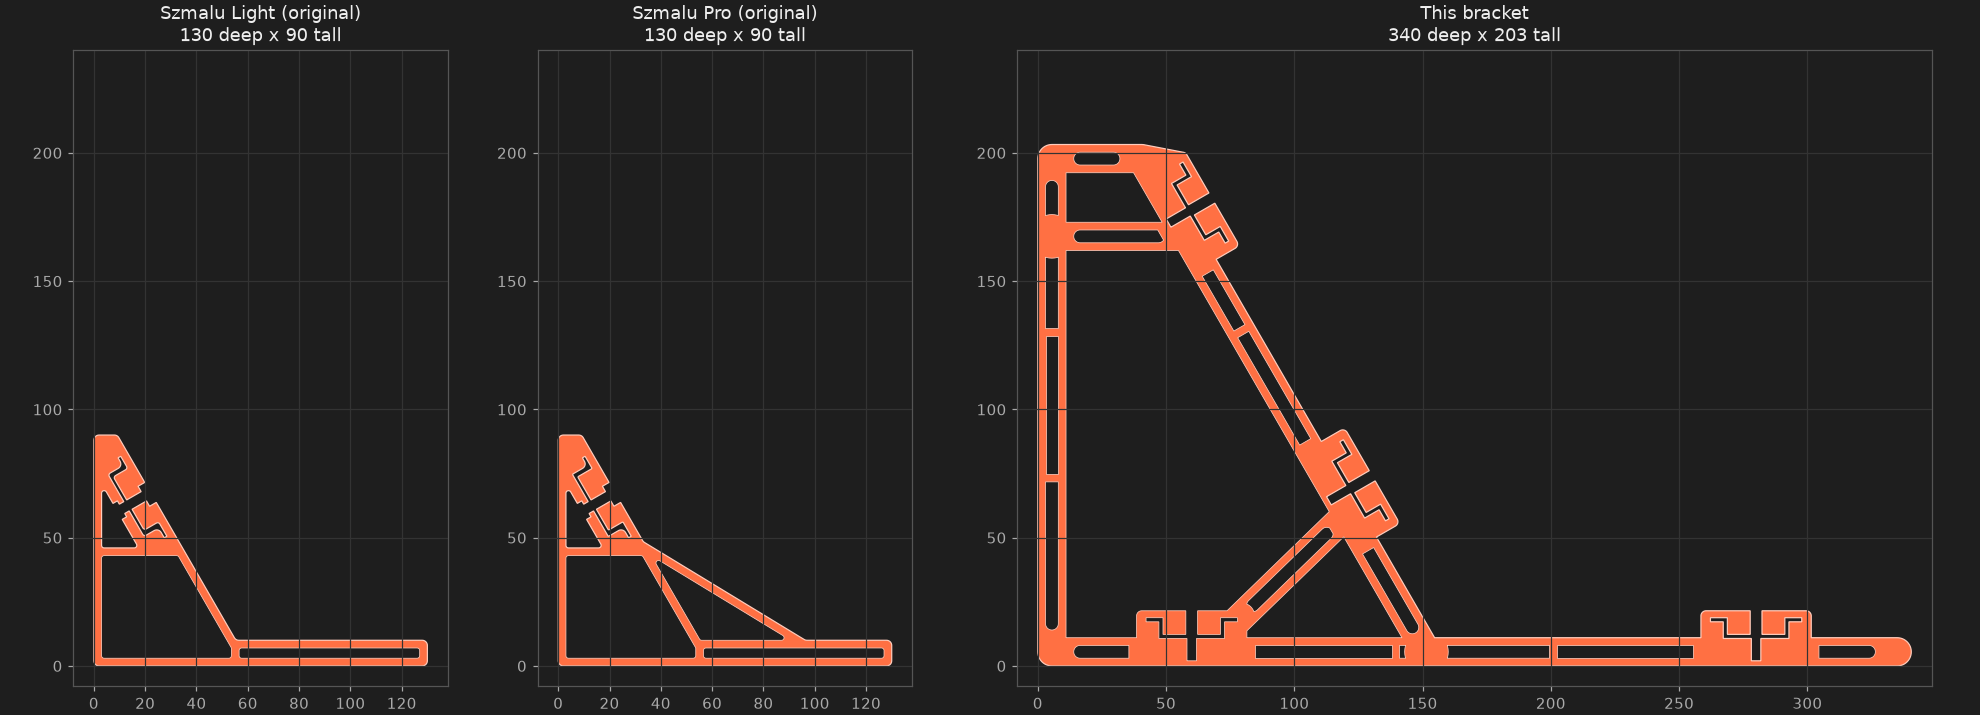 Szmalu Light (original)
130 deep x 90 tall
Szmalu Pro (original)
130 deep x 90 tall
This bracket
340 deep x 203 tall
200
150
100
50
0
0 20 40 60 80 100 120
200
150
100
50
0
0 20 40 60 80 100 120
200
150
100
50
0
0 50 100 150 200 250 300